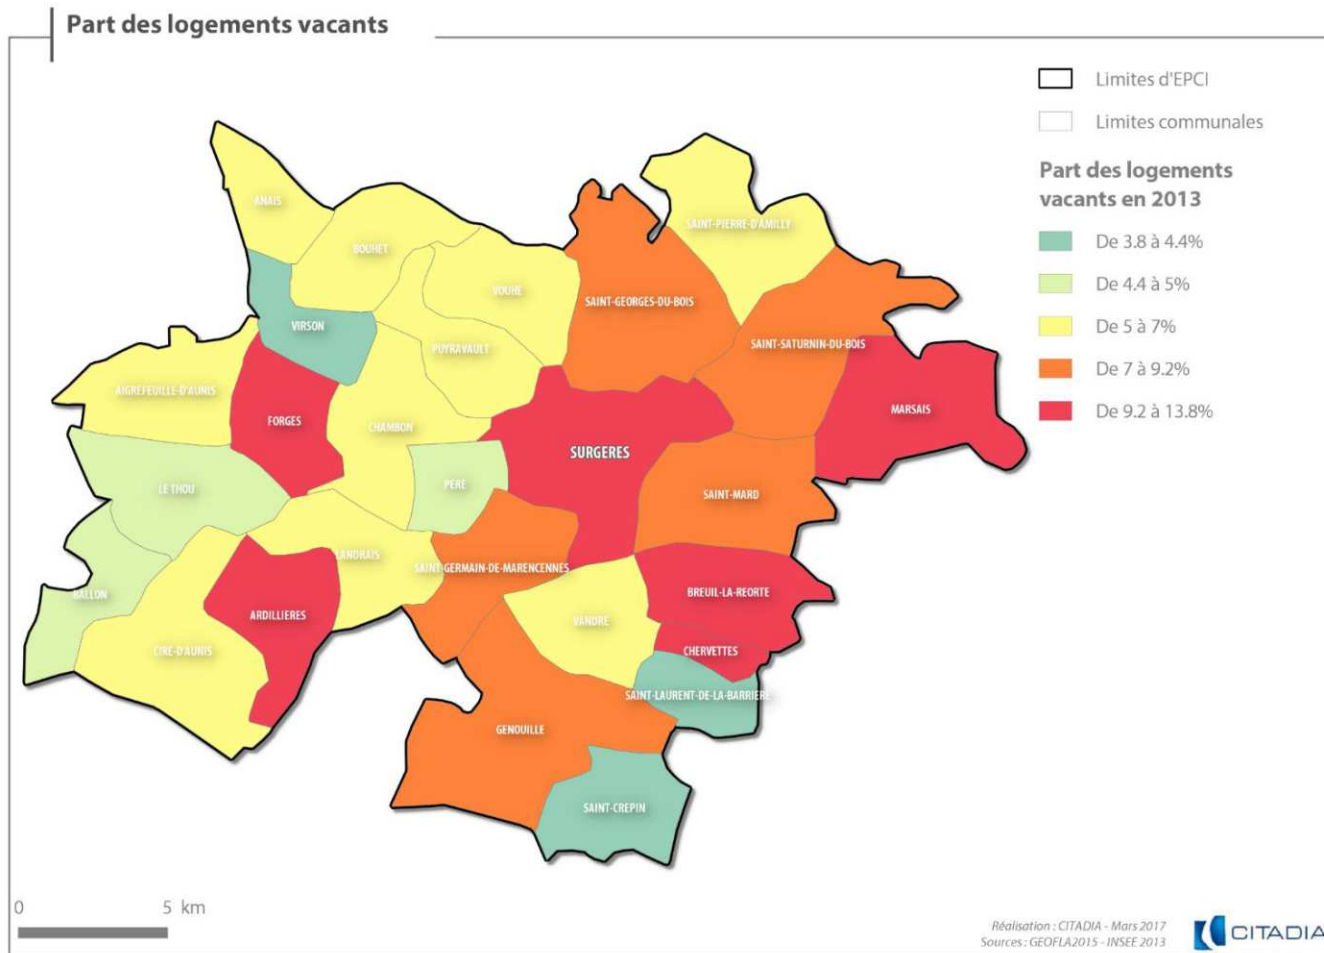 Part des logements vacants
Limites d'EPCI
Limites communales
Part des logements
vacants en 2013
De 3.8 à 4.4%
De 4.4 à 5%
De 5 à 7%
De 7 à 9.2%
De 9.2 à 13.8%
ANAIS
SAINT-PIERRE-D'AMILLY
BOUHET
VOUHE
SAINT-GEORGES-DU-BOIS
VIRSON
SAINT-SATURNIN-DU-BOIS
PUYRAVAULT
AIGREFEUILLE-D'AUNIS
MARSAIS
FORGES
CHAMBON
SURGERES
PERE
LE THOU
SAINT-MARD
LANDRAIS
SAINT-GERMAIN-DE-MARENCENNES
BALLON
BREUIL-LA-REORTE
ARDILLIERES
VANDRE
CIRE-D'AUNIS
CHERVETTES
SAINT-LAURENT-DE-LA-BARRIERE
GENOUILLE
SAINT-CREPIN
0 5 km
Réalisation : CITADIA - Mars 2017
Sources : GEOFLA2015 - INSEE 2013
CITADIA